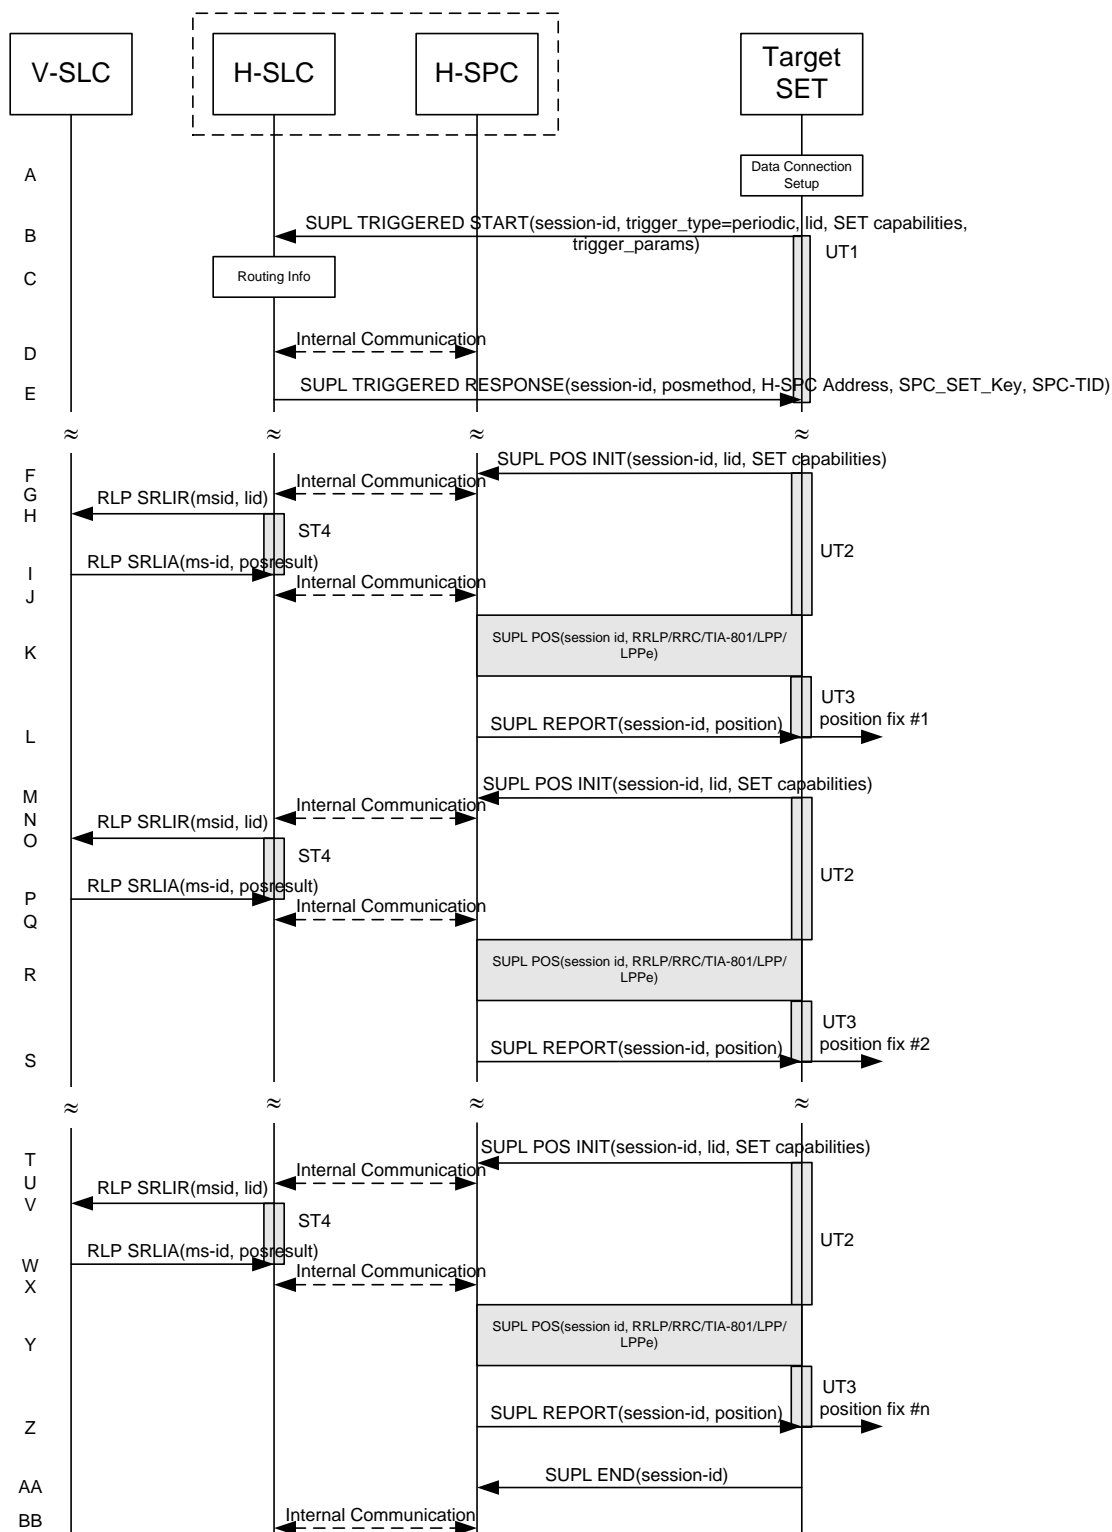 V-SLC
H-SLC
H-SPC
Target
SET
A
Data Connection
Setup
B
SUPL TRIGGERED START(session-id, trigger_type=periodic, lid, SET capabilities,
trigger_params)
UT1
C
Routing Info
D
Internal Communication
E
SUPL TRIGGERED RESPONSE(session-id, posmethod, H-SPC Address, SPC_SET_Key, SPC-TID)
≈
≈
≈
≈
F
SUPL POS INIT(session-id, lid, SET capabilities)
G
Internal Communication
H
RLP SRLIR(msid, lid)
ST4
UT2
I
RLP SRLIA(ms-id, posresult)
J
Internal Communication
K
SUPL POS(session id, RRLP/RRC/TIA-801/LPP/
LPPe)
UT3
position fix #1
L
SUPL REPORT(session-id, position)
M
SUPL POS INIT(session-id, lid, SET capabilities)
N
Internal Communication
O
RLP SRLIR(msid, lid)
ST4
UT2
P
RLP SRLIA(ms-id, posresult)
Q
Internal Communication
R
SUPL POS(session id, RRLP/RRC/TIA-801/LPP/
LPPe)
UT3
position fix #2
S
SUPL REPORT(session-id, position)
≈
≈
≈
≈
T
SUPL POS INIT(session-id, lid, SET capabilities)
U
Internal Communication
V
RLP SRLIR(msid, lid)
ST4
UT2
W
RLP SRLIA(ms-id, posresult)
X
Internal Communication
Y
SUPL POS(session id, RRLP/RRC/TIA-801/LPP/
LPPe)
UT3
position fix #n
Z
SUPL REPORT(session-id, position)
AA
SUPL END(session-id)
BB
Internal Communication